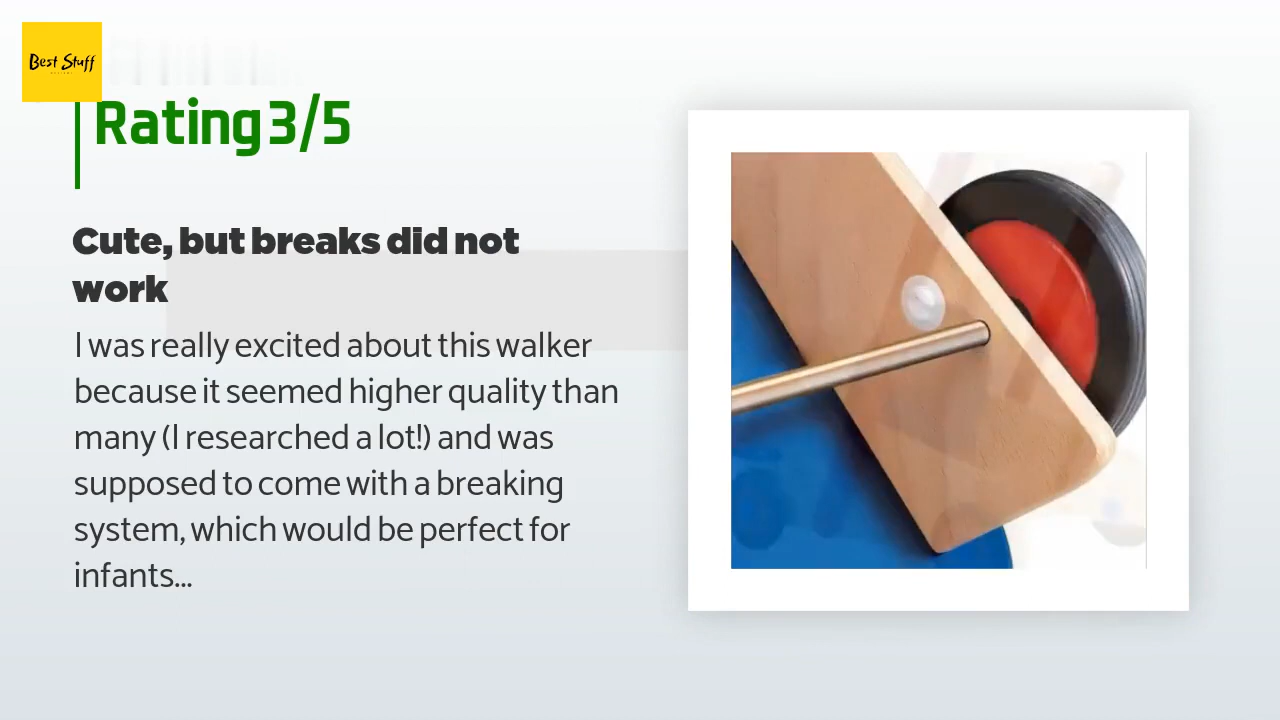 Best Stuff
Rating 3/5
Cute, but breaks did not
work
I was really excited about this walker
because it seemed higher quality than
many (I researched a lot!) and was
supposed to come with a breaking
system, which would be perfect for
infants...